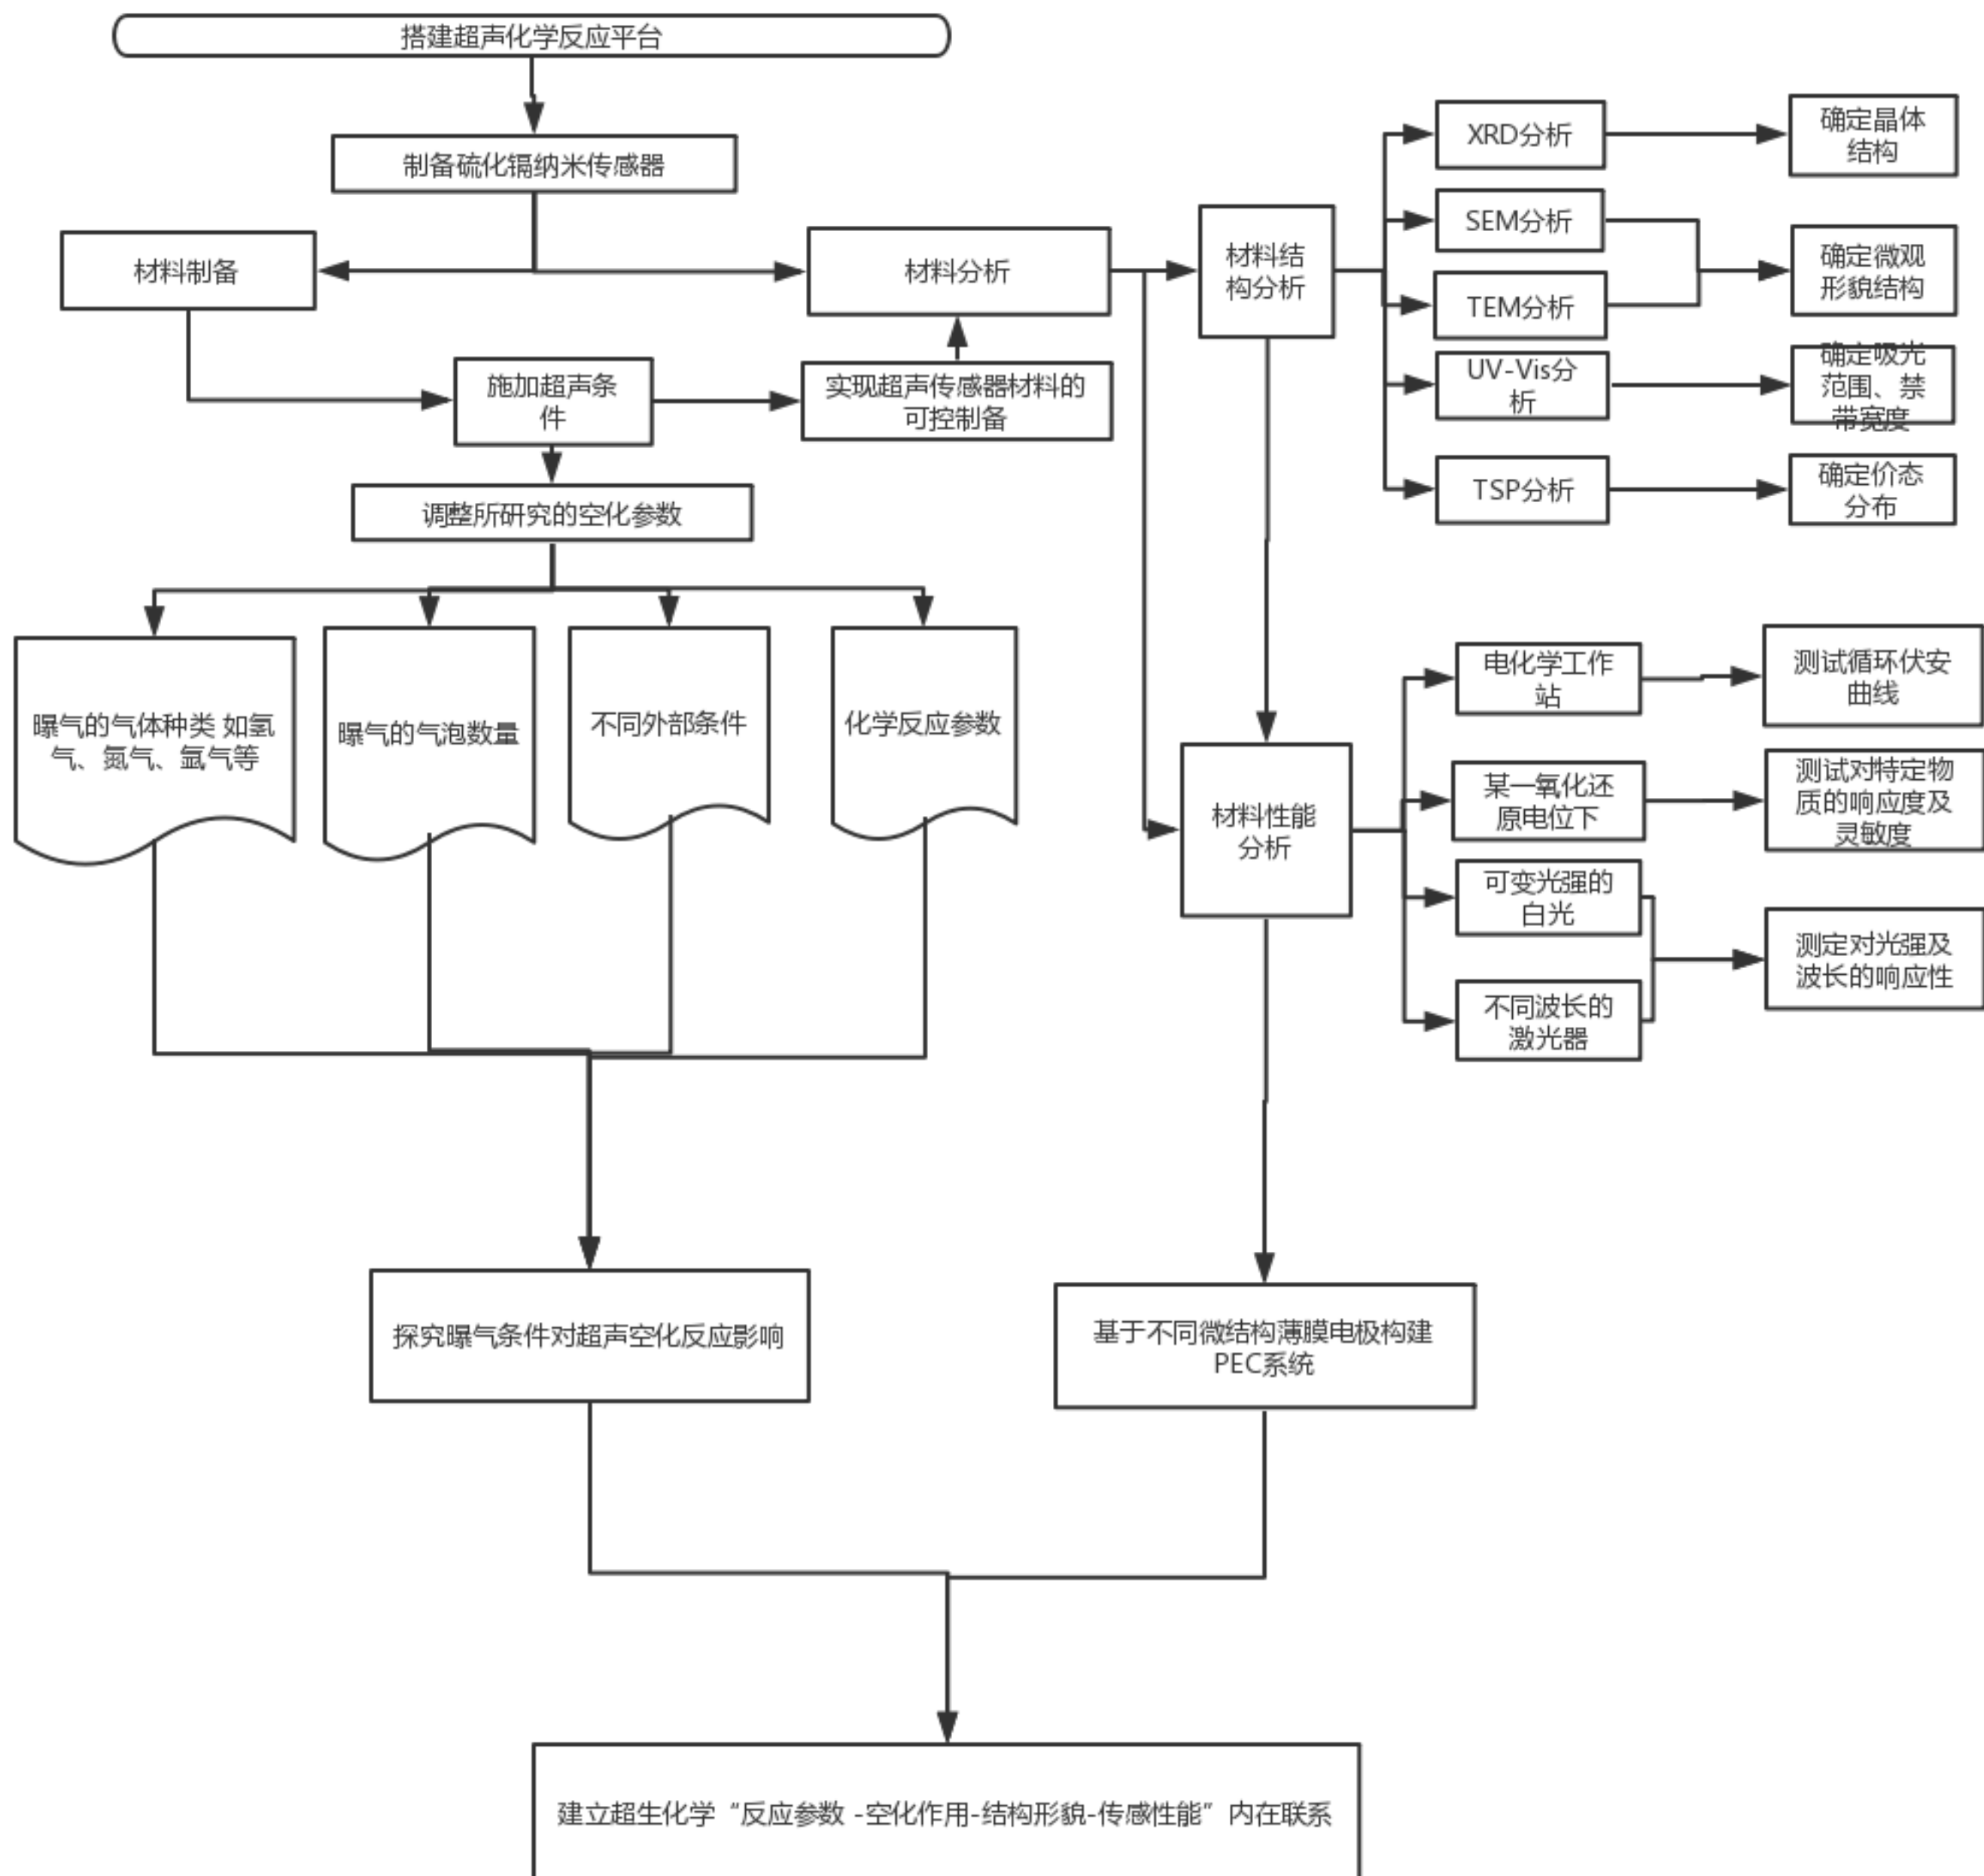 搭建超声化学反应平台
制备硫化镉纳米传感器
材料制备
材料分析
施加超声条
件
实现超声传感器材料的
可控制备
调整所研究的空化参数
曝气的气体种类 如氢
气、氮气、氩气等
曝气的气泡数量
不同外部条件
化学反应参数
探究曝气条件对超声空化反应影响
材料结
构分析
XRD分析
确定晶体
结构
SEM分析
TEM分析
确定微观
形貌结构
UV-Vis分
析
确定吸光
范围、禁
带宽度
TSP分析
确定价态
分布
材料性能
分析
电化学工作
站
测试循环伏安
曲线
某一氧化还
原电位下
测试对特定物
质的响应度及
灵敏度
可变光强的
白光
不同波长的
激光器
测定对光强及
波长的响应性
基于不同微结构薄膜电极构建
PEC系统
建立超生化学“反应参数 -空化作用-结构形貌-传感性能”内在联系